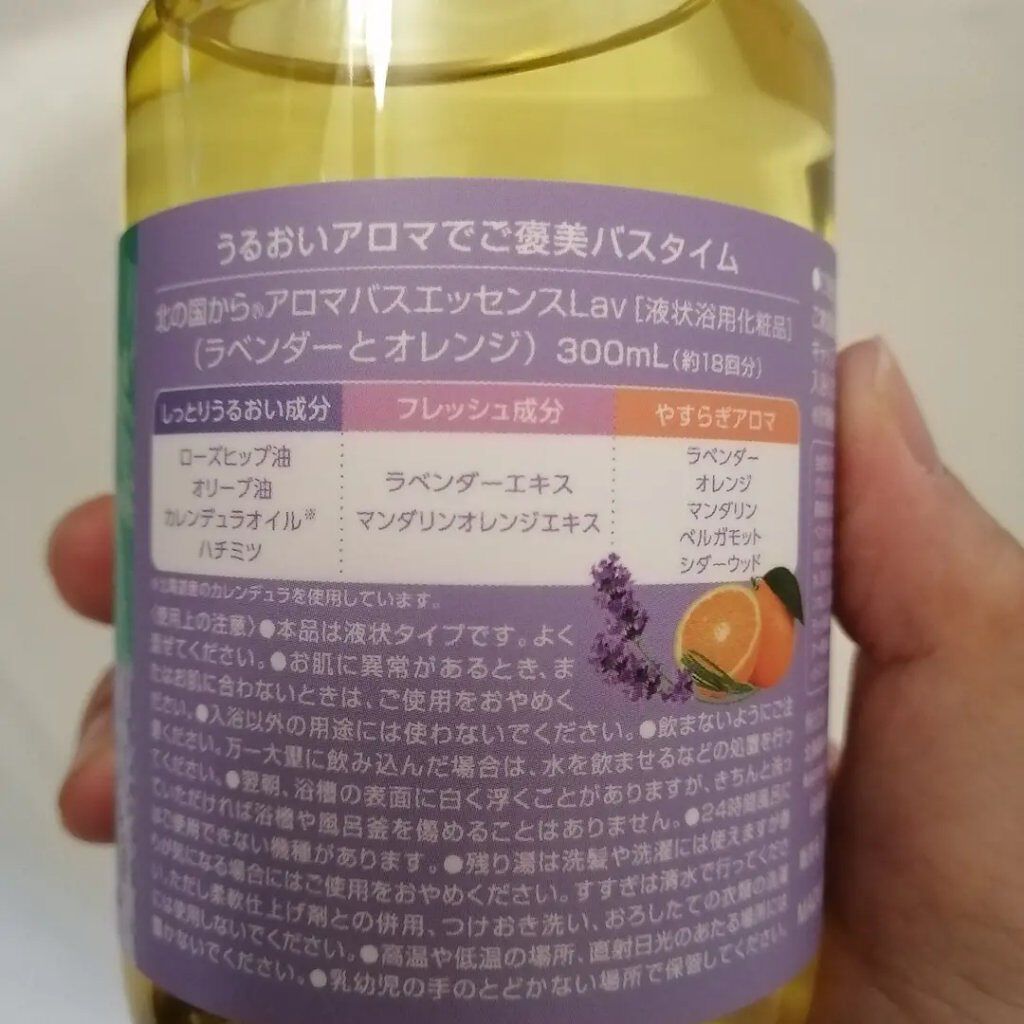 うるおいアロマでご褒美バスタイム
北の国から®アロマバスエッセンスLav[液状浴用化粧品]
(ラベンダーとオレンジ) 300mL(約18回分)
しっとりうるおい成分
ローズヒップ油
オリーブ油
カレンデュラオイル※
ハチミツ
フレッシュ成分
ラベンダーエキス
マンダリンオレンジエキス
やすらぎアロマ
ラベンダー
オレンジ
マンダリン
ベルガモット
シダーウッド
※北海道産のカレンデュラを使用しています。
〈使用上の注意〉●本品は液状タイプです。よく
混ぜてください。●お肌に異常があるとき、ま
たはお肌に合わないときは、ご使用をおやめく
ださい。●入浴以外の用途には使わないでください。●飲まないようにご注
意ください。万一大量に飲み込んだ場合は、水を飲ませるなどの処置を行っ
てください。●翌朝、浴槽の表面に白く浮くことがありますが、きちんと洗っ
ていただければ浴槽や風呂釜を傷めることはありません。●24時間風呂に
はご使用できない機種があります。●残り湯は洗髪や洗濯には使えますが香
りが気になる場合にはご使用をおやめください。すすぎは清水で行ってくださ
い。ただし柔軟仕上げ剤との併用、つけおき洗い、おろしたての衣類の洗濯
には使用しないでください。●高温や低温の場所、直射日光のあたる場所には
置かないでください。●乳幼児の手のとどかない場所で保管してください。